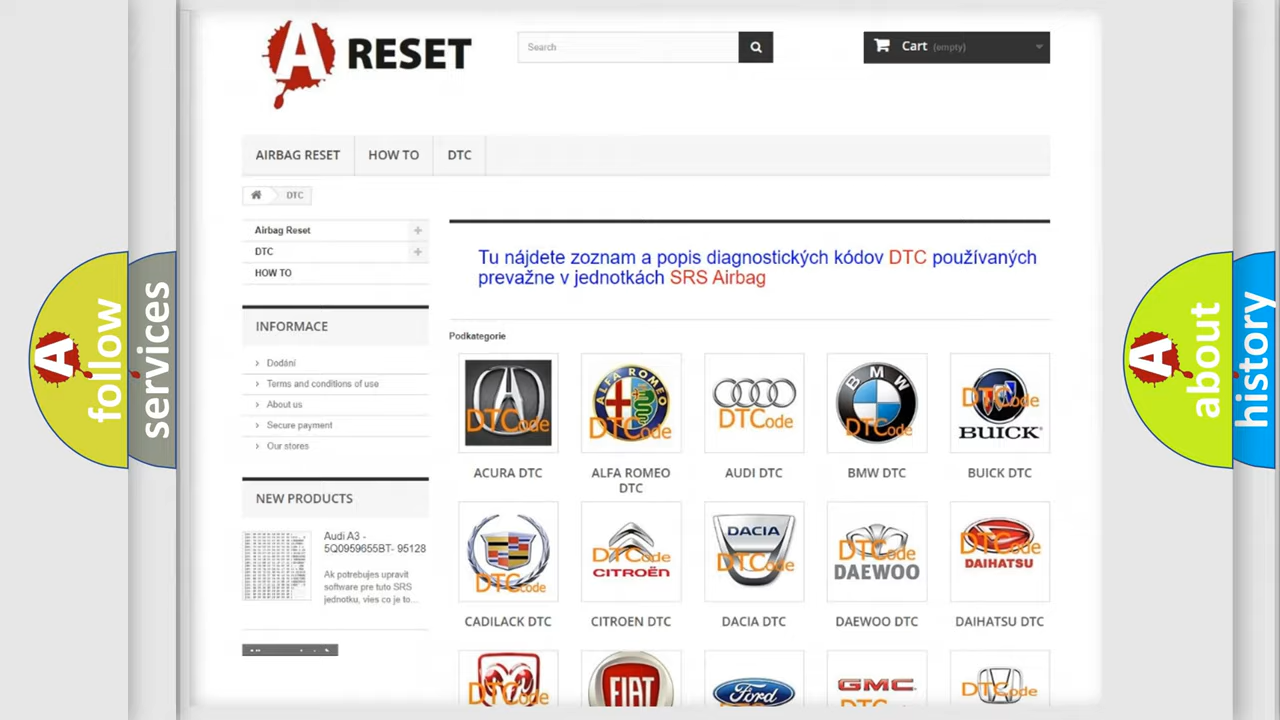 A RESET
Search
Cart (empty)
AIRBAG RESET
HOW TO
DTC
DTC
Airbag Reset
DTC
HOW TO
INFORMACE
Dodání
Terms and conditions of use
About us
Secure payment
Our stores
NEW PRODUCTS
Audi A3 -
5Q0959655BT- 95128
Ak potrebujes upravit
software pre tuto SRS
jednotku, vies co je to...
Tu nájdete zoznam a popis diagnostických kódov DTC používaných
prevažne v jednotkách SRS Airbag
Podkategorie
DTCode
ALFA ROMEO
DTCode
DTCode
BMW
DTCode
DTCode
BUICK
ACURA DTC
ALFA ROMEO
DTC
AUDI DTC
BMW DTC
BUICK DTC
DTCode
DTCode
CITROËN
DACIA
DTCode
DTCode
DAEWOO
DTCode
DAIHATSU
CADILACK DTC
CITROEN DTC
DACIA DTC
DAEWOO DTC
DAIHATSU DTC
DTCode
FIAT
Ford
DTCode
GMC
DTCode
A follow
services
A about
history